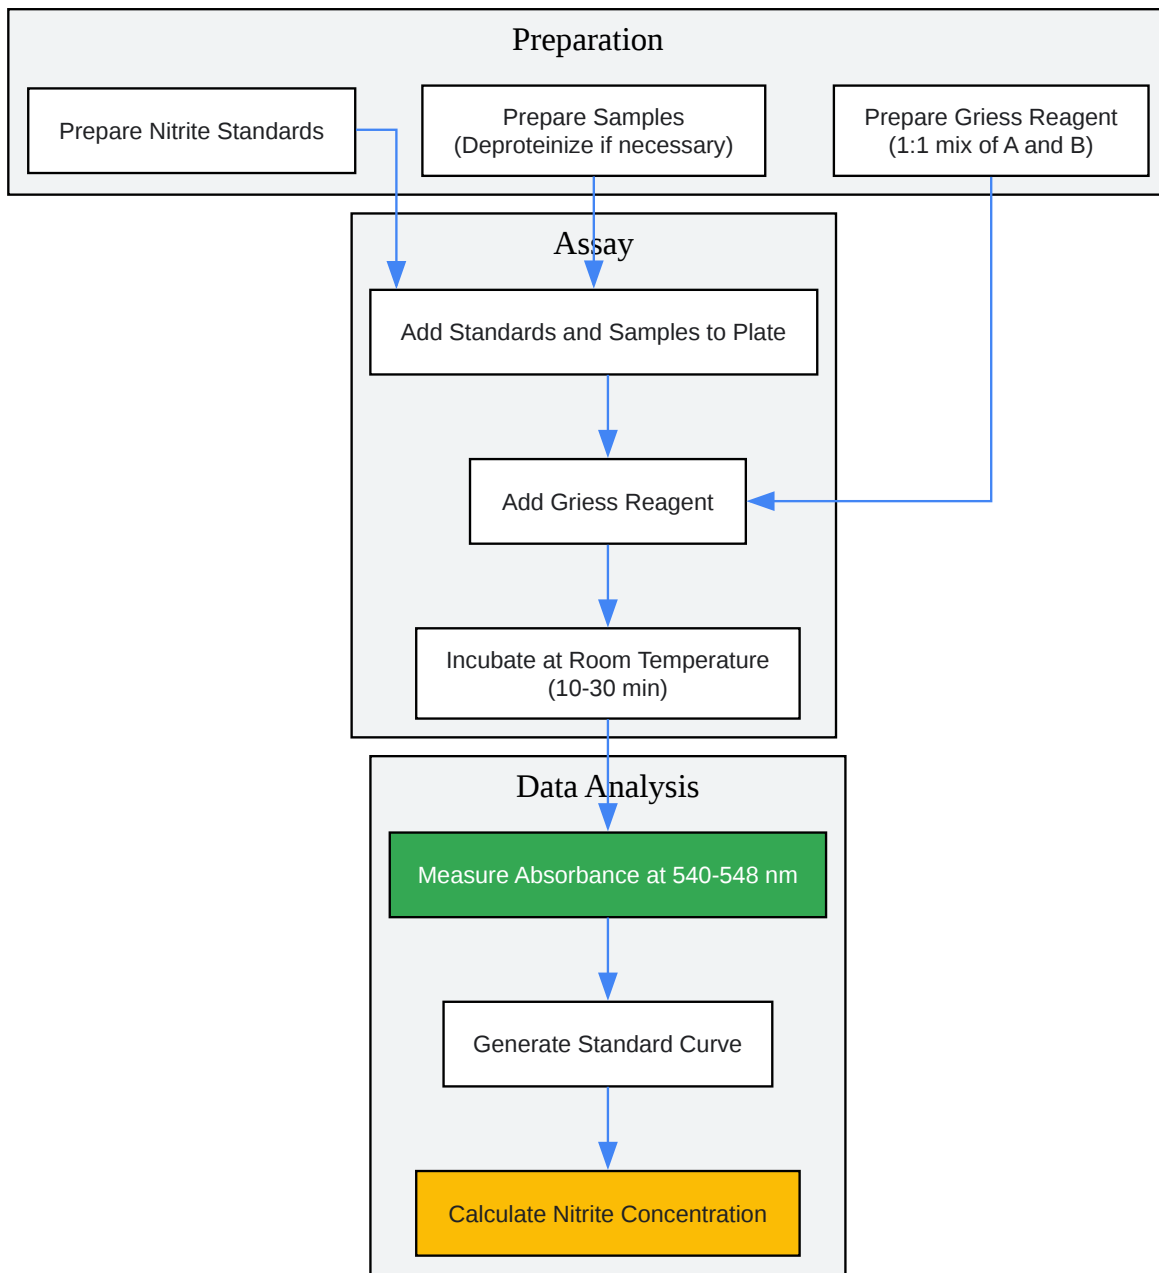 Preparation
Prepare Nitrite Standards
Prepare Samples
(Deproteinize if necessary)
Prepare Griess Reagent
(1:1 mix of A and B)
Assay
Add Standards and Samples to Plate
Add Griess Reagent
Incubate at Room Temperature
(10-30 min)
Data Analysis
Measure Absorbance at 540-548 nm
Generate Standard Curve
Calculate Nitrite Concentration